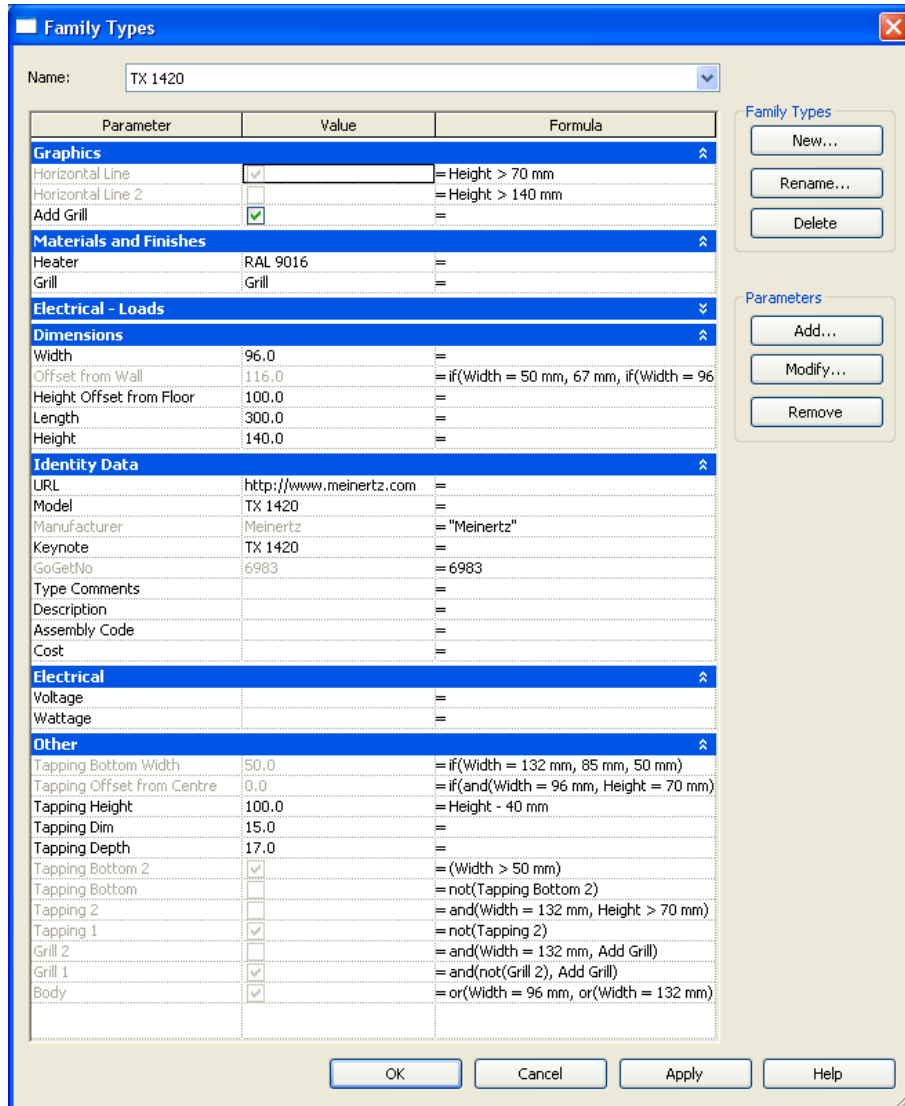 Family Types
Name: TX 1420
Parameter Value Formula
Graphics
Horizontal Line = Height > 70 mm
Horizontal Line 2 = Height > 140 mm
Add Grill =
Materials and Finishes
Heater RAL 9016 =
Grill Grill =
Electrical - Loads
Dimensions
Width 96.0 =
Offset from Wall 116.0 = if(Width = 50 mm, 67 mm, if(Width = 96
Height Offset from Floor 100.0 =
Length 300.0 =
Height 140.0 =
Identity Data
URL http://www.meinertz.com =
Model TX 1420 =
Manufacturer Meinertz = "Meinertz"
Keynote TX 1420 =
GoGetNo 6983 = 6983
Type Comments =
Description =
Assembly Code =
Cost =
Electrical
Voltage =
Wattage =
Other
Tapping Bottom Width 50.0 = if(Width = 132 mm, 85 mm, 50 mm)
Tapping Offset from Centre 0.0 = if(and(Width = 96 mm, Height = 70 mm)
Tapping Height 100.0 = Height - 40 mm
Tapping Dim 15.0 =
Tapping Depth 17.0 =
Tapping Bottom 2 = (Width > 50 mm)
Tapping Bottom = not(Tapping Bottom 2)
Tapping 2 = and(Width = 132 mm, Height > 70 mm)
Tapping 1 = not(Tapping 2)
Grill 2 = and(Width = 132 mm, Add Grill)
Grill 1 = and(not(Grill 2), Add Grill)
Body = or(Width = 96 mm, or(Width = 132 mm)
Family Types
New...
Rename...
Delete
Parameters
Add...
Modify...
Remove
OK Cancel Apply Help